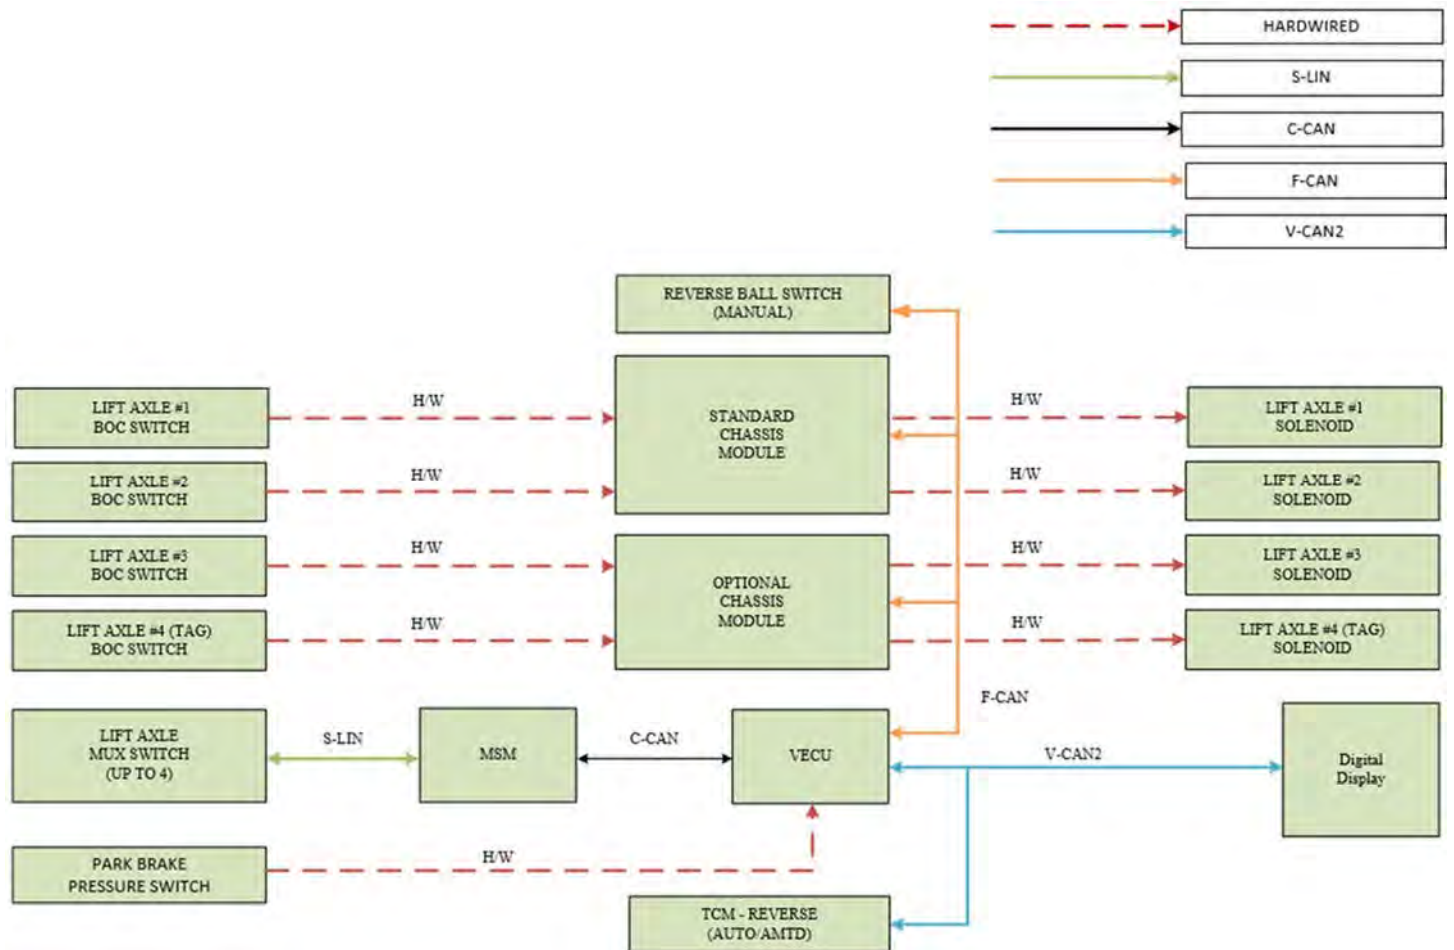 HARDWIRED
S-LIN
C-CAN
F-CAN
V-CAN2
REVERSE BALL SWITCH
(MANUAL)
LIFT AXLE #1
BOC SWITCH
H/W
STANDARD
CHASSIS
MODULE
H/W
LIFT AXLE #1
SOLENOID
LIFT AXLE #2
BOC SWITCH
H/W
H/W
LIFT AXLE #2
SOLENOID
LIFT AXLE #3
BOC SWITCH
H/W
OPTIONAL
CHASSIS
MODULE
H/W
LIFT AXLE #3
SOLENOID
LIFT AXLE #4 (TAG)
BOC SWITCH
H/W
H/W
LIFT AXLE #4 (TAG)
SOLENOID
F-CAN
LIFT AXLE
MUX SWITCH
(UP TO 4)
S-LIN
MSM
C-CAN
VECU
V-CAN2
Digital
Display
PARK BRAKE
PRESSURE SWITCH
H/W
TCM - REVERSE
(AUTO/AMTD)